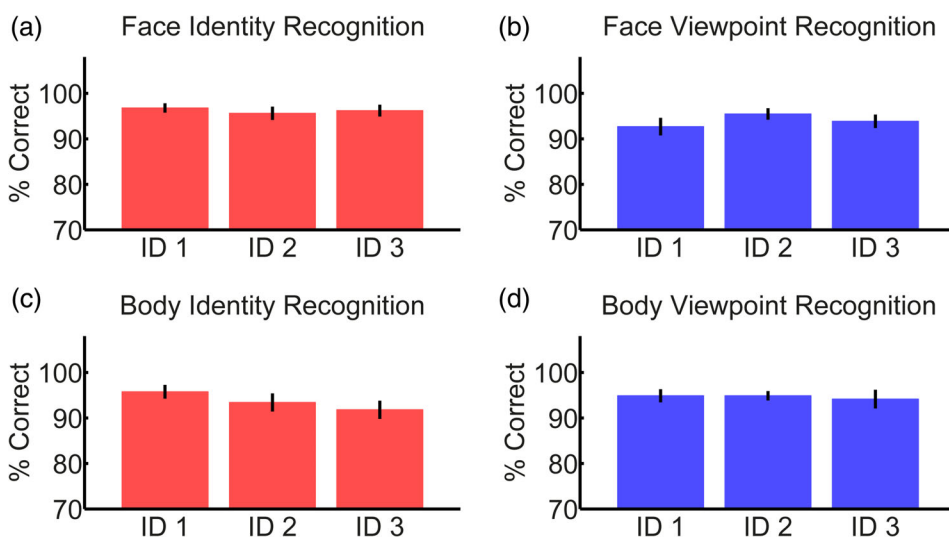 (a) Face Identity Recognition
% Correct
100
90
80
70
ID 1 ID 2 ID 3
(b) Face Viewpoint Recognition
% Correct
100
90
80
70
ID 1 ID 2 ID 3
(c) Body Identity Recognition
% Correct
100
90
80
70
ID 1 ID 2 ID 3
(d) Body Viewpoint Recognition
% Correct
100
90
80
70
ID 1 ID 2 ID 3